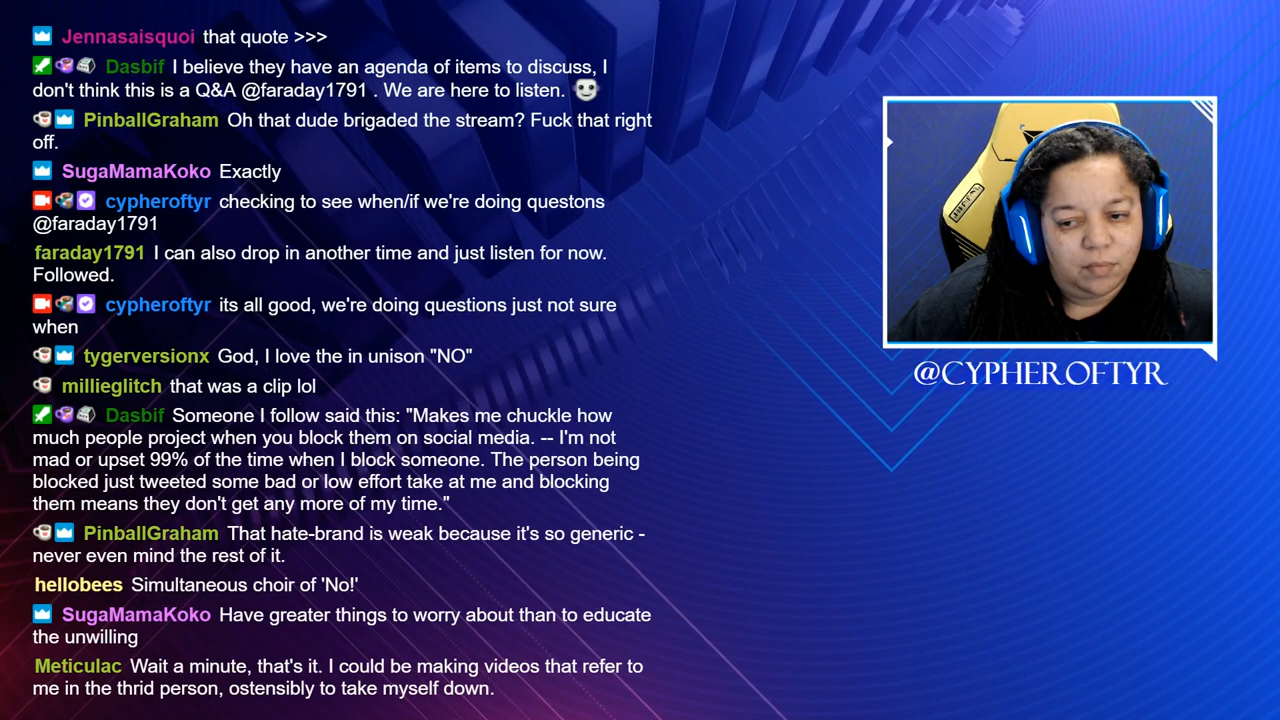 Jennasaisquoi that quote >>>
Dasbif I believe they have an agenda of items to discuss, I
don't think this is a Q&A @faraday1791 . We are here to listen.
PinballGraham Oh that dude brigaded the stream? Fuck that right
off.
SugaMamaKoko Exactly
cypheroftyr checking to see when/if we're doing questons
@faraday1791
faraday1791 I can also drop in another time and just listen for now.
Followed.
cypheroftyr its all good, we're doing questions just not sure
when
tygerversionx God, I love the in unison "NO"
millieglitch that was a clip lol
Dasbif Someone I follow said this: "Makes me chuckle how
much people project when you block them on social media. -- I'm not
mad or upset 99% of the time when I block someone. The person being
blocked just tweeted some bad or low effort take at me and blocking
them means they don't get any more of my time."
PinballGraham That hate-brand is weak because it's so generic -
never even mind the rest of it.
hellobees Simultaneous choir of 'No!'
SugaMamaKoko Have greater things to worry about than to educate
the unwilling
Meticulac Wait a minute, that's it. I could be making videos that refer to
me in the thrid person, ostensibly to take myself down.
@CYPHEROFTYR